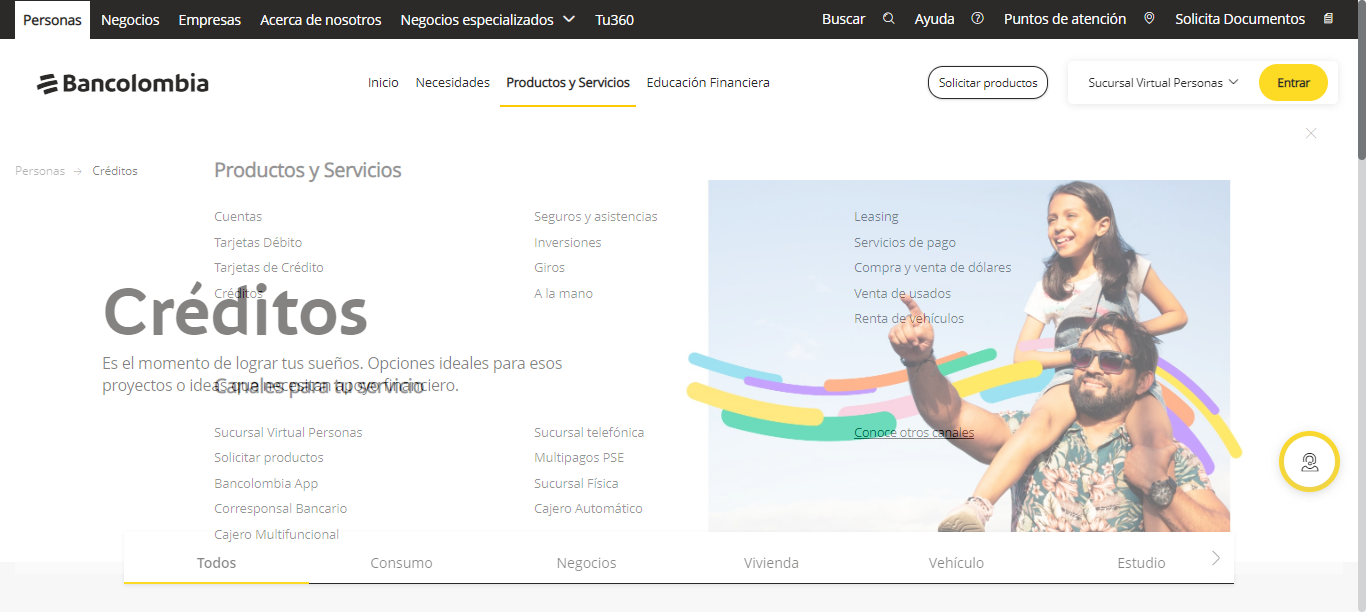 Personas Negocios Empresas Acerca de nosotros Negocios especializados Tu360 Buscar Ayuda Puntos de atención Solicita Documentos
Bancolombia Inicio Necesidades Productos y Servicios Educación Financiera Solicitar productos Sucursal Virtual Personas Entrar
Personas → Créditos
Productos y Servicios
Cuentas Seguros y asistencias Leasing
Tarjetas Débito Inversiones Servicios de pago
Tarjetas de Crédito Giros Compra y venta de dólares
Créditos A la mano Venta de usados
Renta de vehículos
Créditos
Es el momento de lograr tus sueños. Opciones ideales para esos
proyectos o ideas que necesitan apoyo financiero.
Canales para tu servicio
Sucursal Virtual Personas Sucursal telefónica Conoce otros canales
Solicitar productos Multipagos PSE
Bancolombia App Sucursal Física
Corresponsal Bancario Cajero Automático
Cajero Multifuncional
Todos Consumo Negocios Vivienda Vehículo Estudio